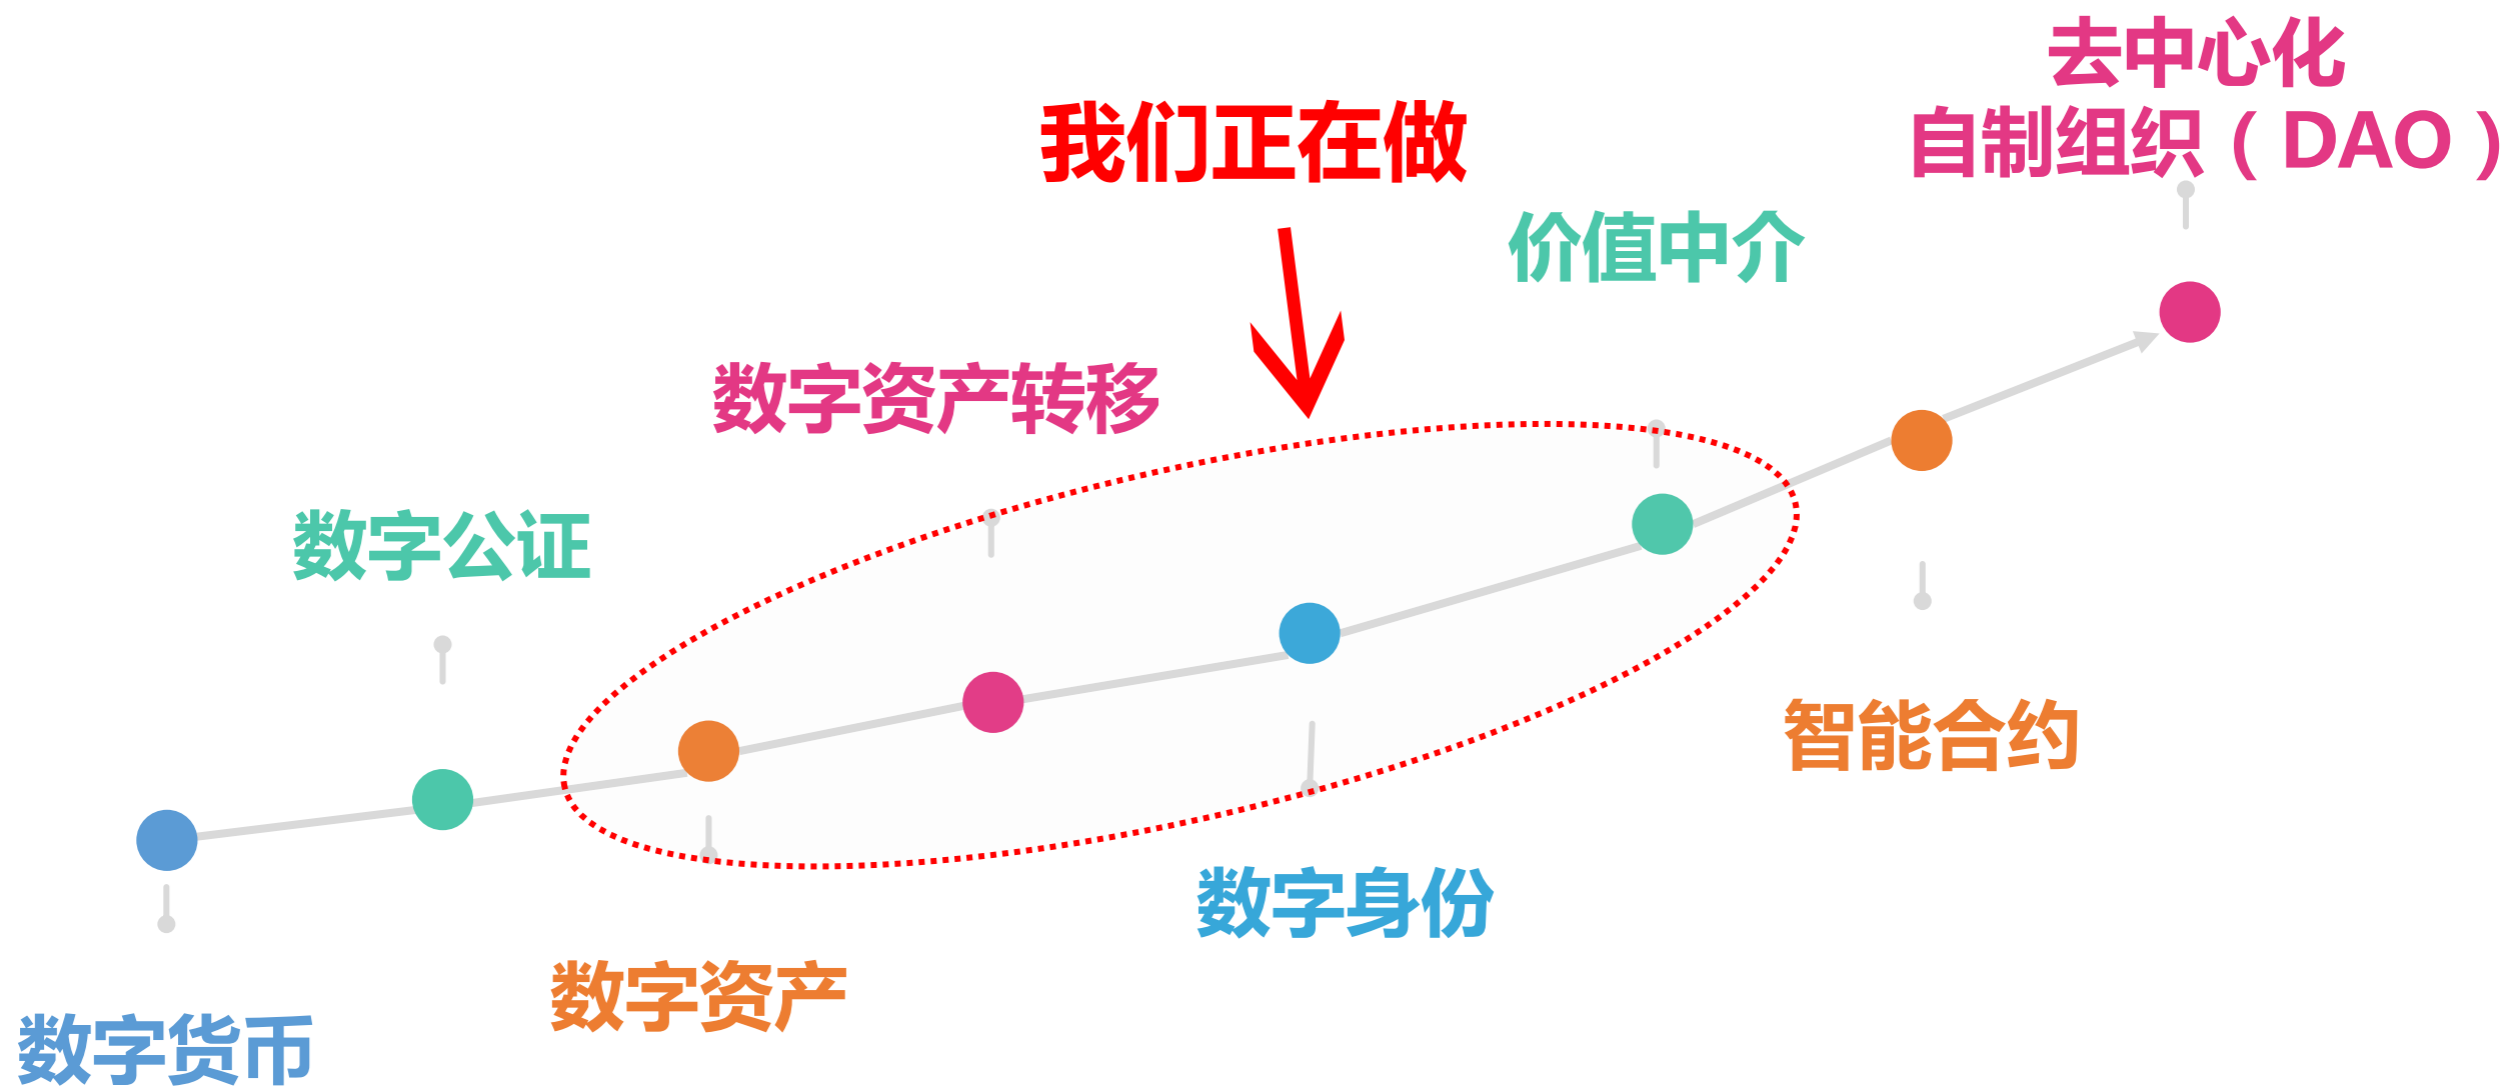 去中心化
自制组织（DAO）
我们正在做
价值中介
数字资产转移
数字公证
智能合约
数字身份
数字资产
数字货币